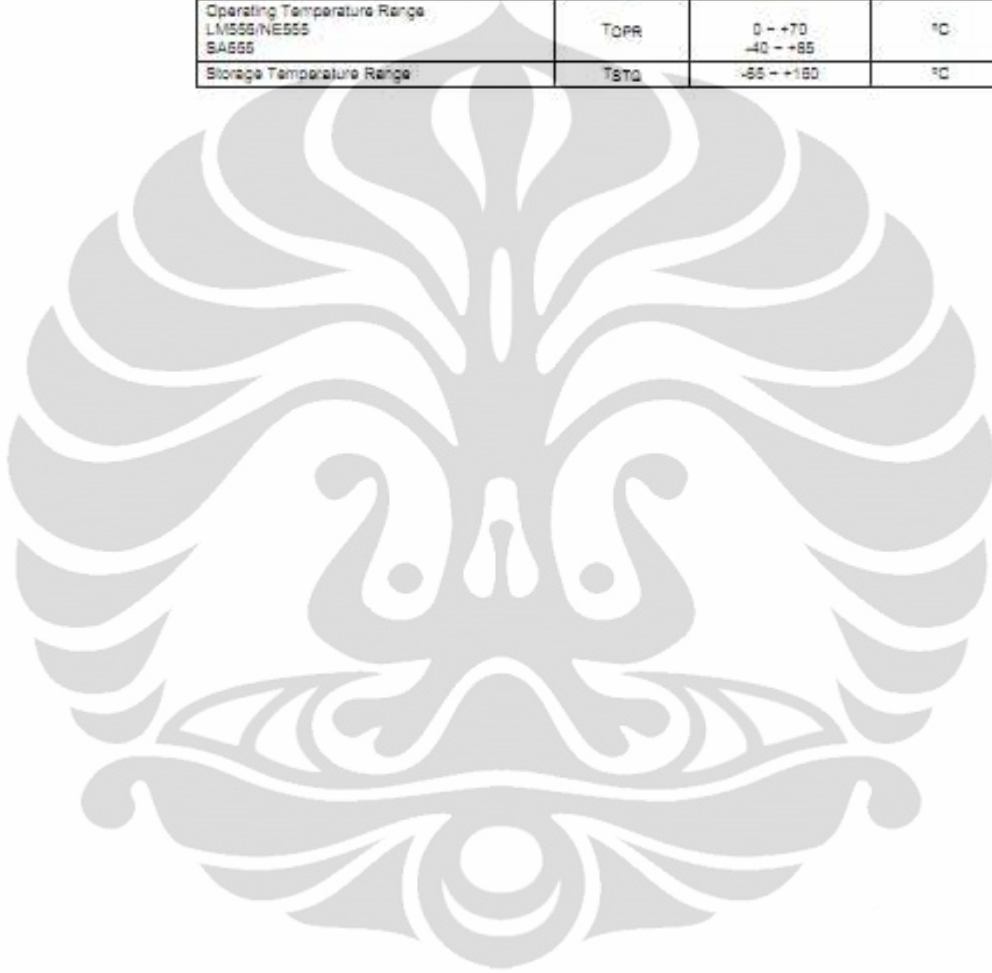 Operating Temperature Range
LM555/NE555 TOPR 0 ~ +70 °C
SA555 -40 ~ +85
Storage Temperature Range TSTG -65 ~ +150 °C